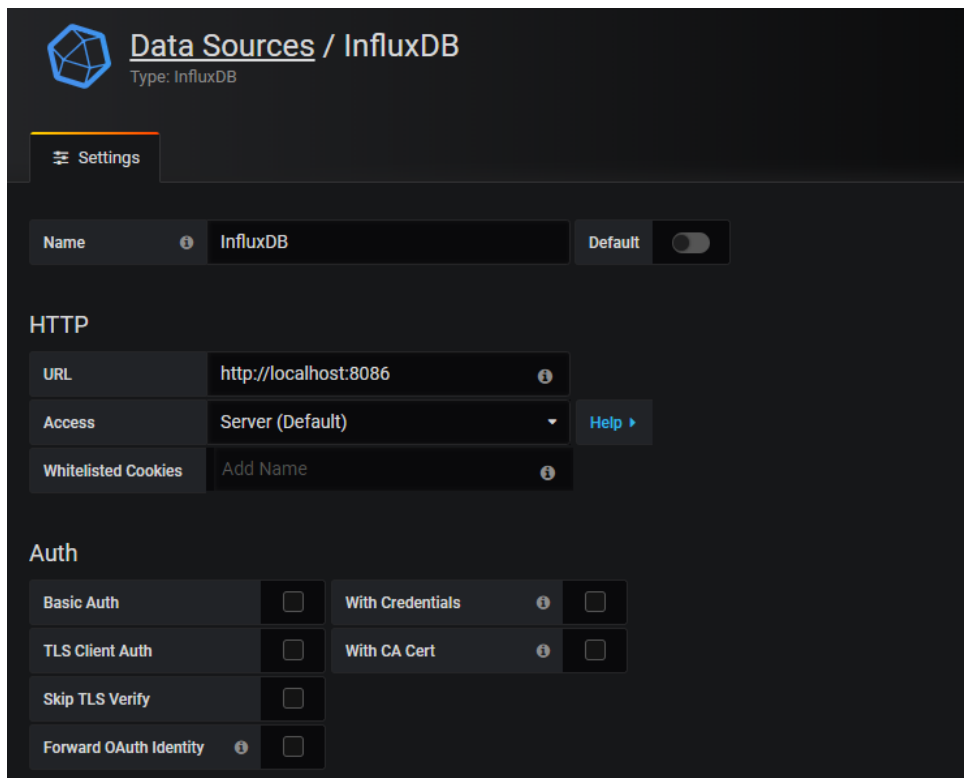 Data Sources / InfluxDB
Type: InfluxDB
Settings
Name InfluxDB Default
HTTP
URL http://localhost:8086
Access Server (Default) Help
Whitelisted Cookies Add Name
Auth
Basic Auth With Credentials
TLS Client Auth With CA Cert
Skip TLS Verify
Forward OAuth Identity